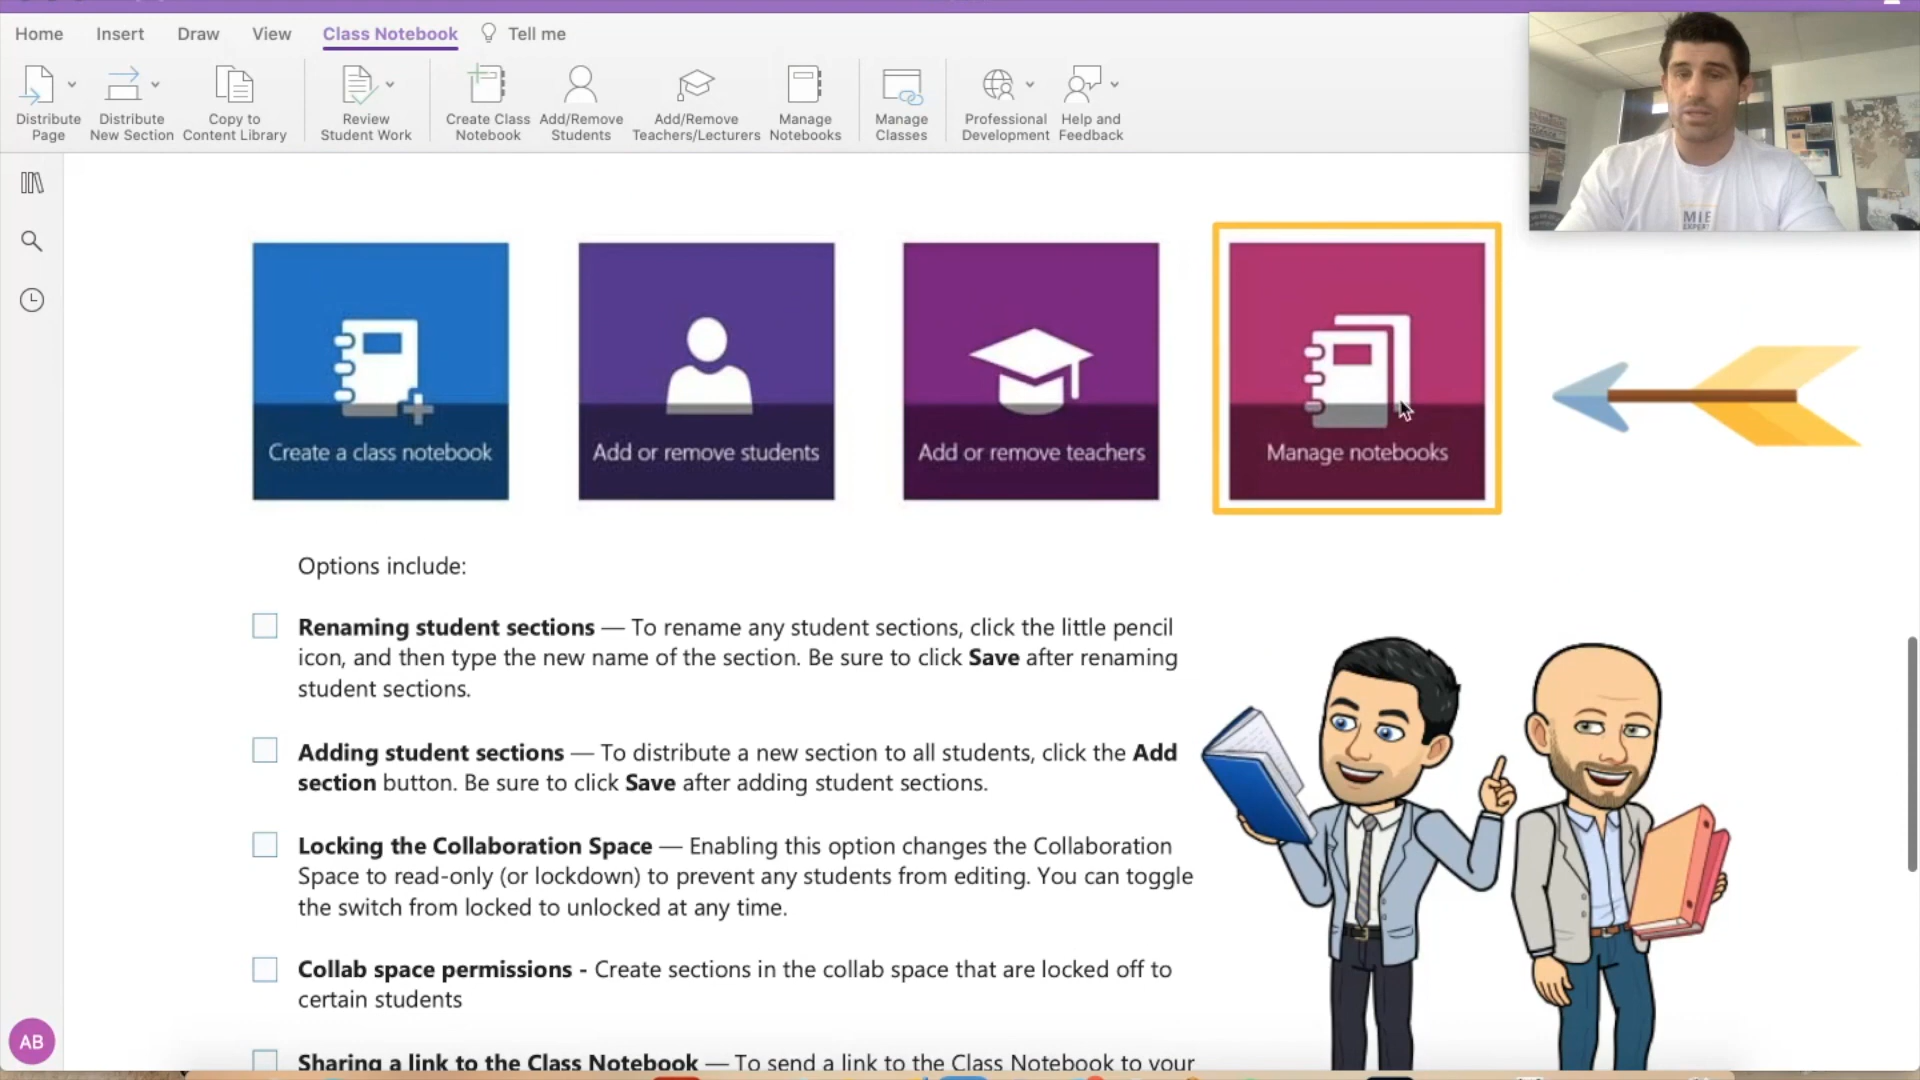 Home Insert Draw View Class Notebook Tell me
Distribute Page
Distribute New Section
Copy to Content Library
Review Student Work
Create Class Notebook
Add/Remove Students
Add/Remove Teachers/Lecturers
Manage Notebooks
Manage Classes
Professional Development
Help and Feedback
MIE
EXPERT
Create a class notebook
Add or remove students
Add or remove teachers
Manage notebooks
Options include:
Renaming student sections — To rename any student sections, click the little pencil
icon, and then type the new name of the section. Be sure to click Save after renaming
student sections.
Adding student sections — To distribute a new section to all students, click the Add
section button. Be sure to click Save after adding student sections.
Locking the Collaboration Space — Enabling this option changes the Collaboration
Space to read-only (or lockdown) to prevent any students from editing. You can toggle
the switch from locked to unlocked at any time.
Collab space permissions - Create sections in the collab space that are locked off to
certain students
Sharing a link to the Class Notebook — To send a link to the Class Notebook to your
AB